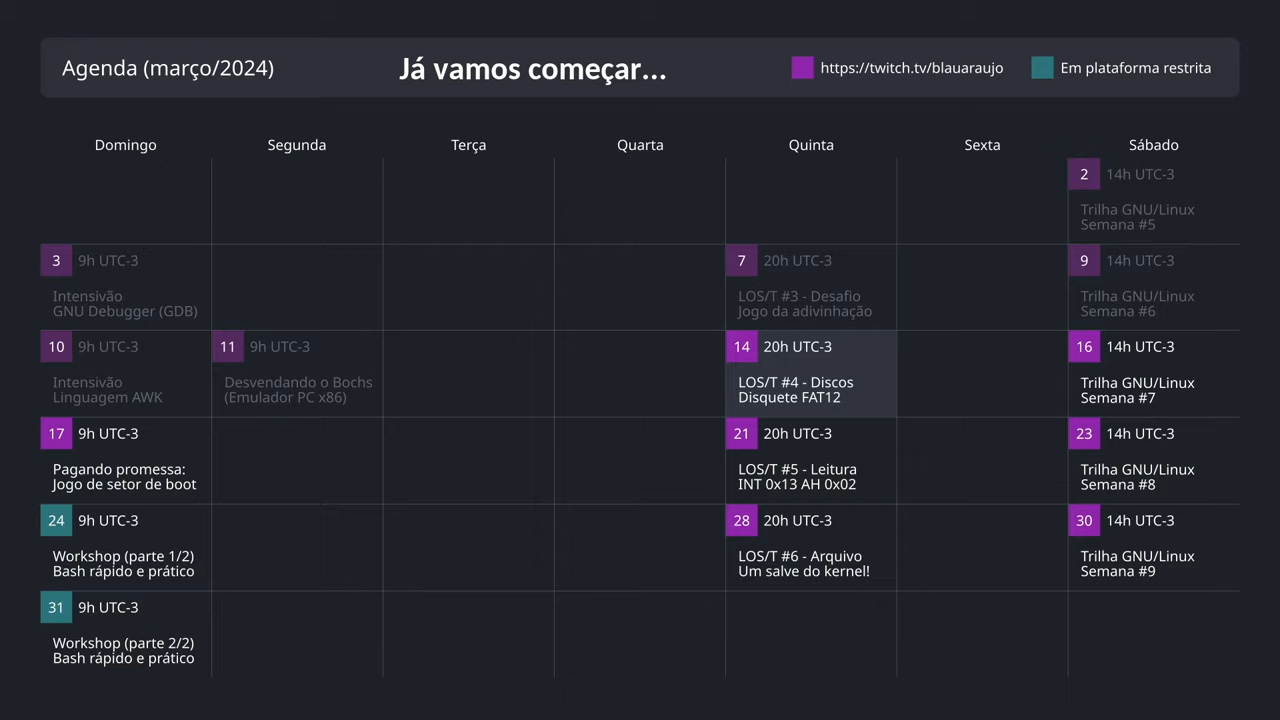 Agenda (março/2024)
Já vamos começar...
https://twitch.tv/blauaraujo
Em plataforma restrita
Domingo
Segunda
Terça
Quarta
Quinta
Sexta
Sábado
2 14h UTC-3
Trilha GNU/Linux
Semana #5
3 9h UTC-3
Intensivão
GNU Debugger (GDB)
7 20h UTC-3
LOS/T #3 - Desafio
Jogo da adivinhação
9 14h UTC-3
Trilha GNU/Linux
Semana #6
10 9h UTC-3
Intensivão
Linguagem AWK
11 9h UTC-3
Desvendando o Bochs
(Emulador PC x86)
14 20h UTC-3
LOS/T #4 - Discos
Disquete FAT12
16 14h UTC-3
Trilha GNU/Linux
Semana #7
17 9h UTC-3
Pagando promessa:
Jogo de setor de boot
21 20h UTC-3
LOS/T #5 - Leitura
INT 0x13 AH 0x02
23 14h UTC-3
Trilha GNU/Linux
Semana #8
24 9h UTC-3
Workshop (parte 1/2)
Bash rápido e prático
28 20h UTC-3
LOS/T #6 - Arquivo
Um salve do kernel!
30 14h UTC-3
Trilha GNU/Linux
Semana #9
31 9h UTC-3
Workshop (parte 2/2)
Bash rápido e prático